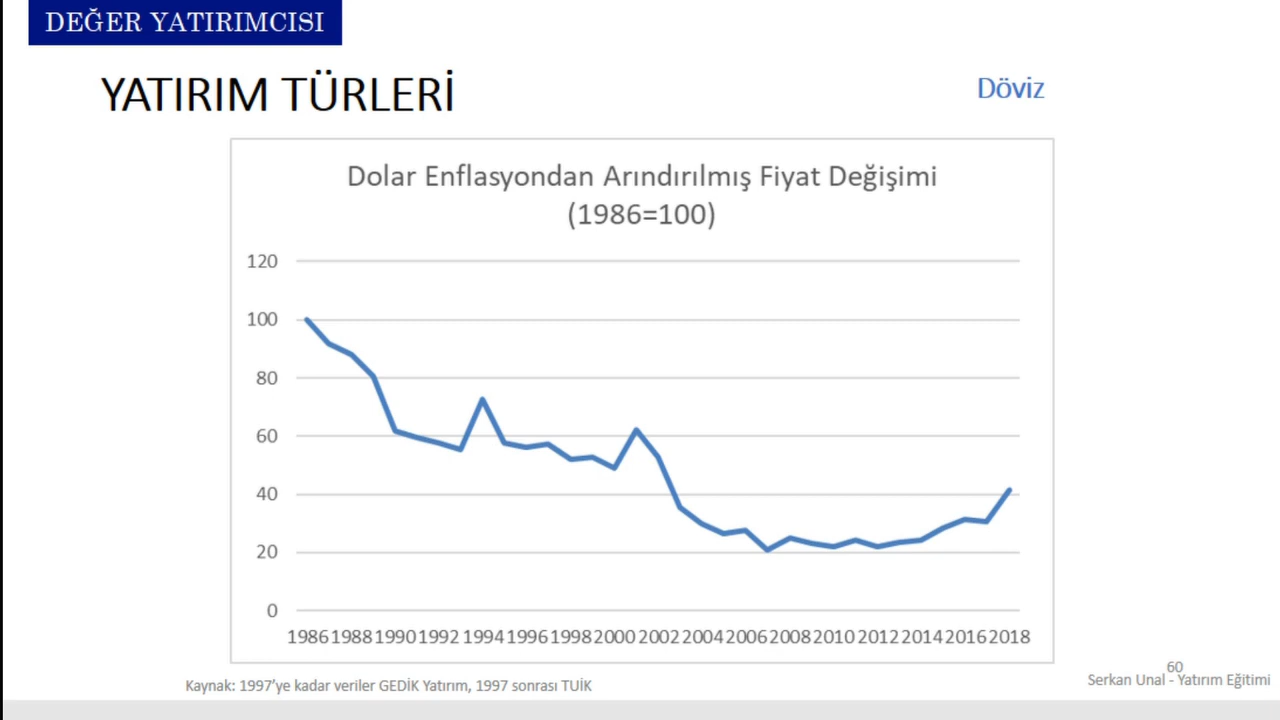 DEĞER YATIRIMCISI
YATIRIM TÜRLERİ
Döviz
Dolar Enflasyondan Arındırılmış Fiyat Değişimi
(1986=100)
120
100
80
60
40
20
0
1986 1988 1990 1992 1994 1996 1998 2000 2002 2004 2006 2008 2010 2012 2014 2016 2018
Kaynak: 1997'ye kadar veriler GEDİK Yatırım, 1997 sonrası TUİK
60
Serkan Unal - Yatırım Eğitimi